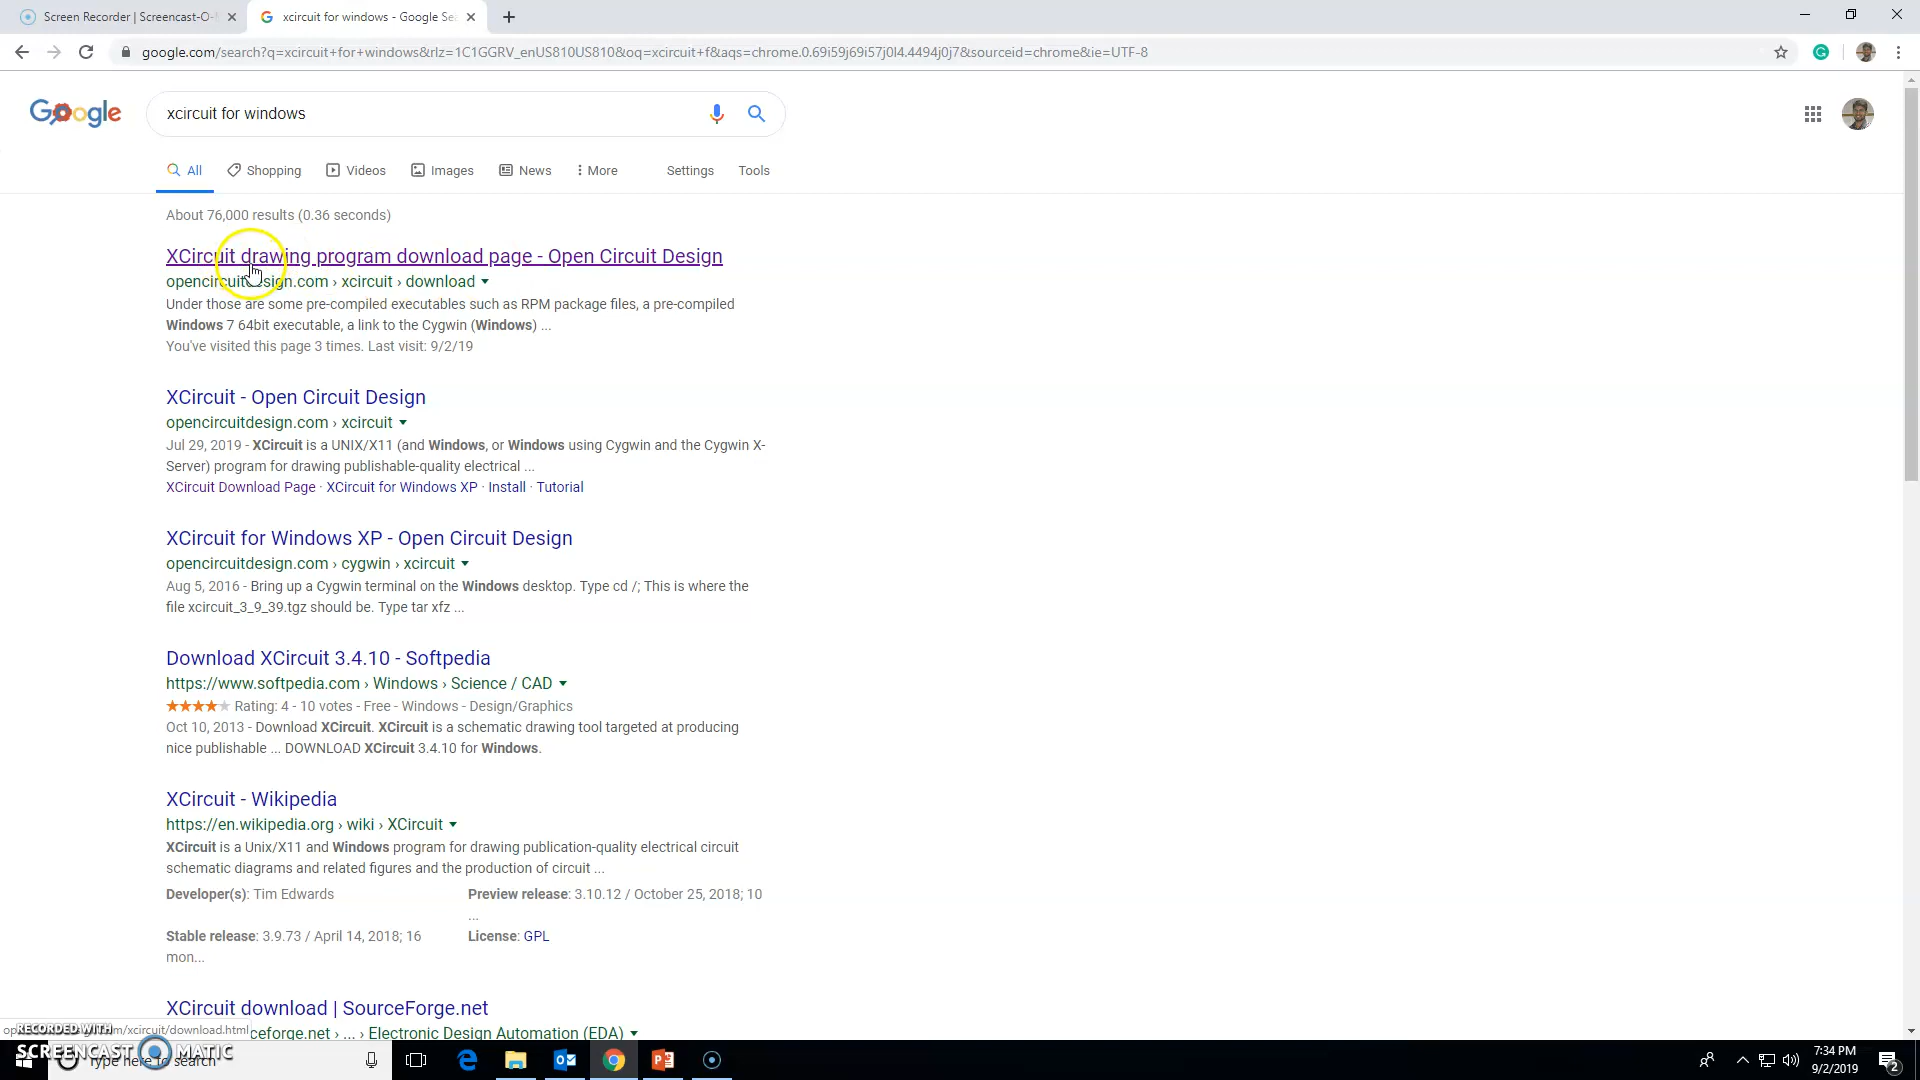 Screen Recorder | Screencast-O-
xcircuit for windows - Google Se
google.com/search?q=xcircuit+for+windows&rlz=1C1GGRV_enUS810US810&oq=xcircuit+f&aqs=chrome.0.69i59j69i57j0l4.4494j0j7&sourceid=chrome&ie=UTF-8
Google
xcircuit for windows
All Shopping Videos Images News More Settings Tools
About 76,000 results (0.36 seconds)
XCircuit drawing program download page - Open Circuit Design
opencircuitdesign.com › xcircuit › download
Under those are some pre-compiled executables such as RPM package files, a pre-compiled
Windows 7 64bit executable, a link to the Cygwin (Windows) ...
You've visited this page 3 times. Last visit: 9/2/19
XCircuit - Open Circuit Design
opencircuitdesign.com › xcircuit
Jul 29, 2019 - XCircuit is a UNIX/X11 (and Windows, or Windows using Cygwin and the Cygwin X-
Server) program for drawing publishable-quality electrical ...
XCircuit Download Page · XCircuit for Windows XP · Install · Tutorial
XCircuit for Windows XP - Open Circuit Design
opencircuitdesign.com › cygwin › xcircuit
Aug 5, 2016 - Bring up a Cygwin terminal on the Windows desktop. Type cd /; This is where the
file xcircuit_3_9_39.tgz should be. Type tar xfz ...
Download XCircuit 3.4.10 - Softpedia
https://www.softpedia.com › Windows › Science / CAD
Rating: 4 - 10 votes - Free - Windows - Design/Graphics
Oct 10, 2013 - Download XCircuit. XCircuit is a schematic drawing tool targeted at producing
nice publishable ... DOWNLOAD XCircuit 3.4.10 for Windows.
XCircuit - Wikipedia
https://en.wikipedia.org › wiki › XCircuit
XCircuit is a Unix/X11 and Windows program for drawing publication-quality electrical circuit
schematic diagrams and related figures and the production of circuit ...
Developer(s): Tim Edwards Preview release: 3.10.12 / October 25, 2018; 10
...
Stable release: 3.9.73 / April 14, 2018; 16 License: GPL
mon...
XCircuit download | SourceForge.net
ceforge.net › ... › Electronic Design Automation (EDA)
m/xcircuit/download.html
RECORDED WITH
SCREENCAST MATIC
Type here to search
7:34 PM
9/2/2019
2